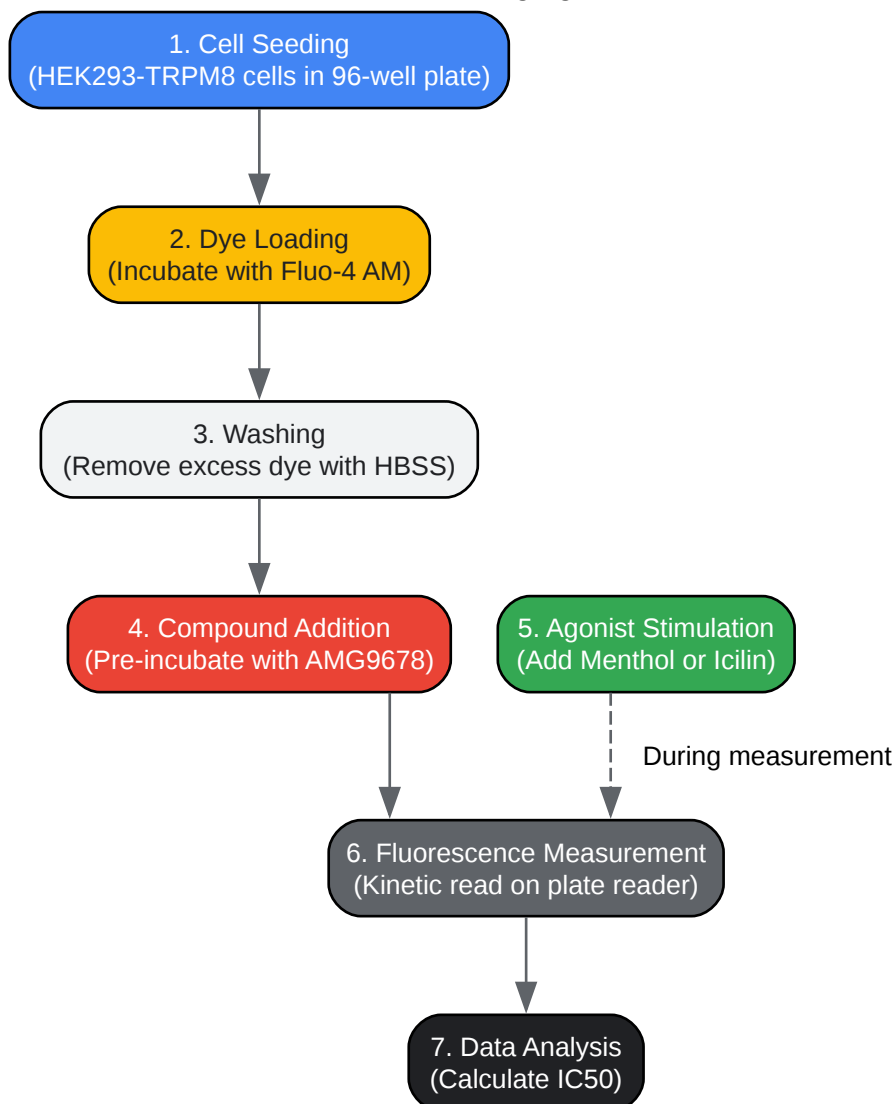 1. Cell Seeding
(HEK293-TRPM8 cells in 96-well plate)
2. Dye Loading
(Incubate with Fluo-4 AM)
3. Washing
(Remove excess dye with HBSS)
4. Compound Addition
(Pre-incubate with AMG9678)
5. Agonist Stimulation
(Add Menthol or Icilin)
During measurement
6. Fluorescence Measurement
(Kinetic read on plate reader)
7. Data Analysis
(Calculate IC50)